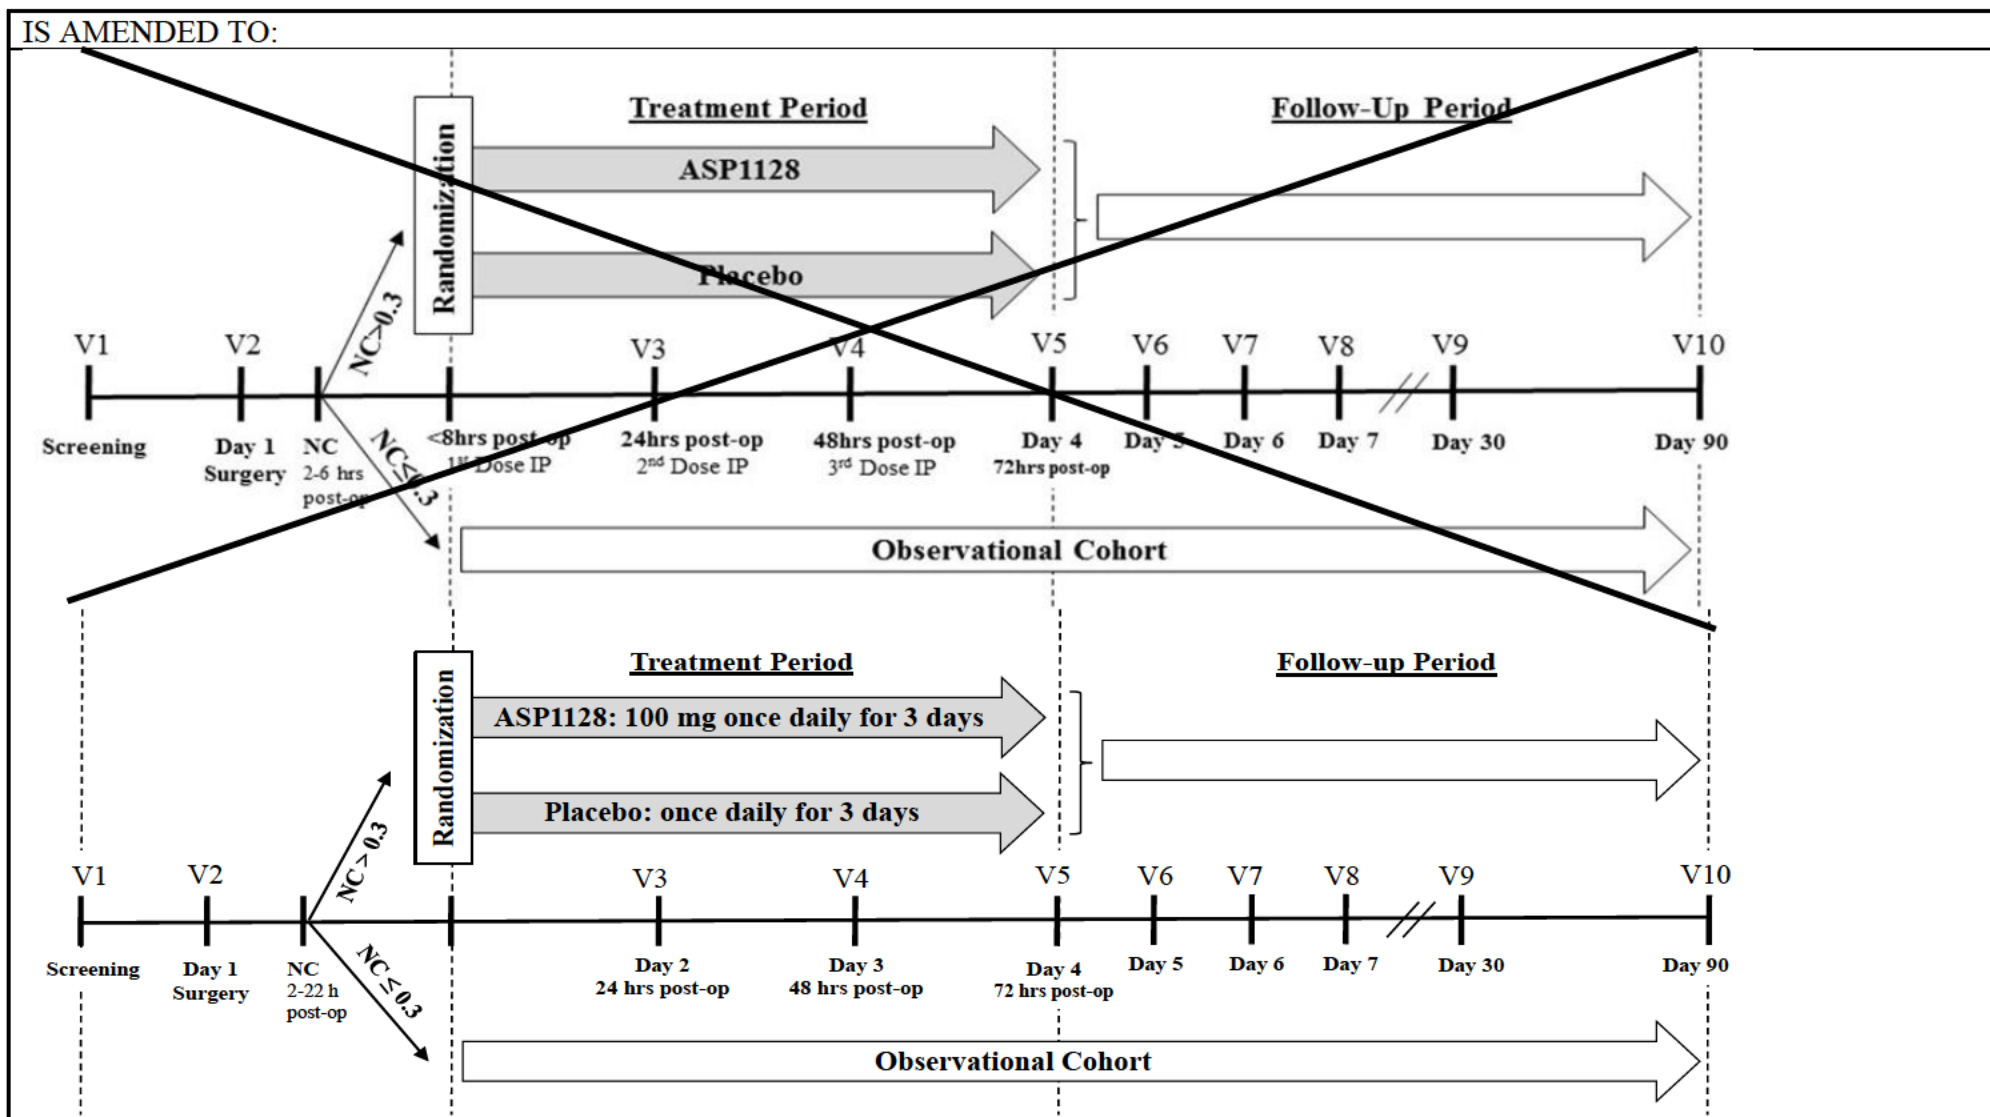 IS AMENDED TO:
Treatment Period
Follow-Up Period
Randomization
ASP1128
Placebo
NC>0.3
V1
V2
V3
V4
V5
V6
V7
V8
V9
V10
NC≤0.3
Screening
Day 1
Surgery
NC
2-6 hrs
post-op
<8hrs post-op
1st Dose IP
24hrs post-op
2nd Dose IP
48hrs post-op
3rd Dose IP
Day 4
72hrs post-op
Day 5
Day 6
Day 7
Day 30
Day 90
Observational Cohort
Treatment Period
Follow-up Period
Randomization
ASP1128: 100 mg once daily for 3 days
Placebo: once daily for 3 days
NC > 0.3
V1
V2
V3
V4
V5
V6
V7
V8
V9
V10
NC ≤ 0.3
Screening
Day 1
Surgery
NC
2-22 h
post-op
Day 2
24 hrs post-op
Day 3
48 hrs post-op
Day 4
72 hrs post-op
Day 5
Day 6
Day 7
Day 30
Day 90
Observational Cohort